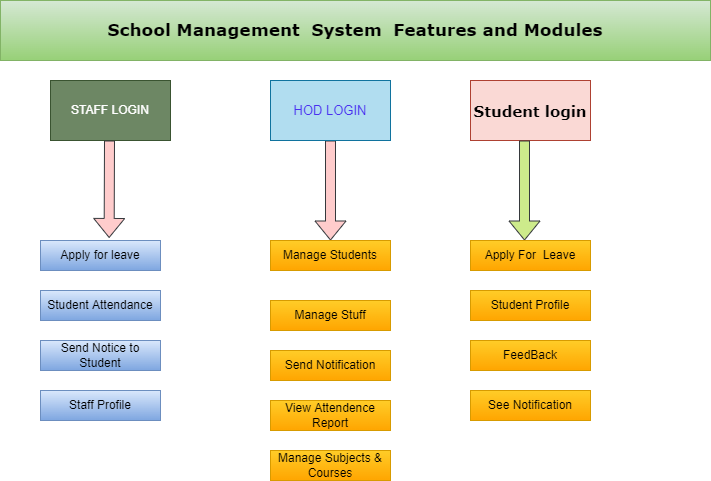 School Management System Features and Modules
STAFF LOGIN
Apply for leave
Student Attendance
Send Notice to
Student
Staff Profile
HOD LOGIN
Manage Students
Manage Stuff
Send Notification
View Attendence
Report
Manage Subjects &
Courses
Student login
Apply For Leave
Student Profile
FeedBack
See Notification